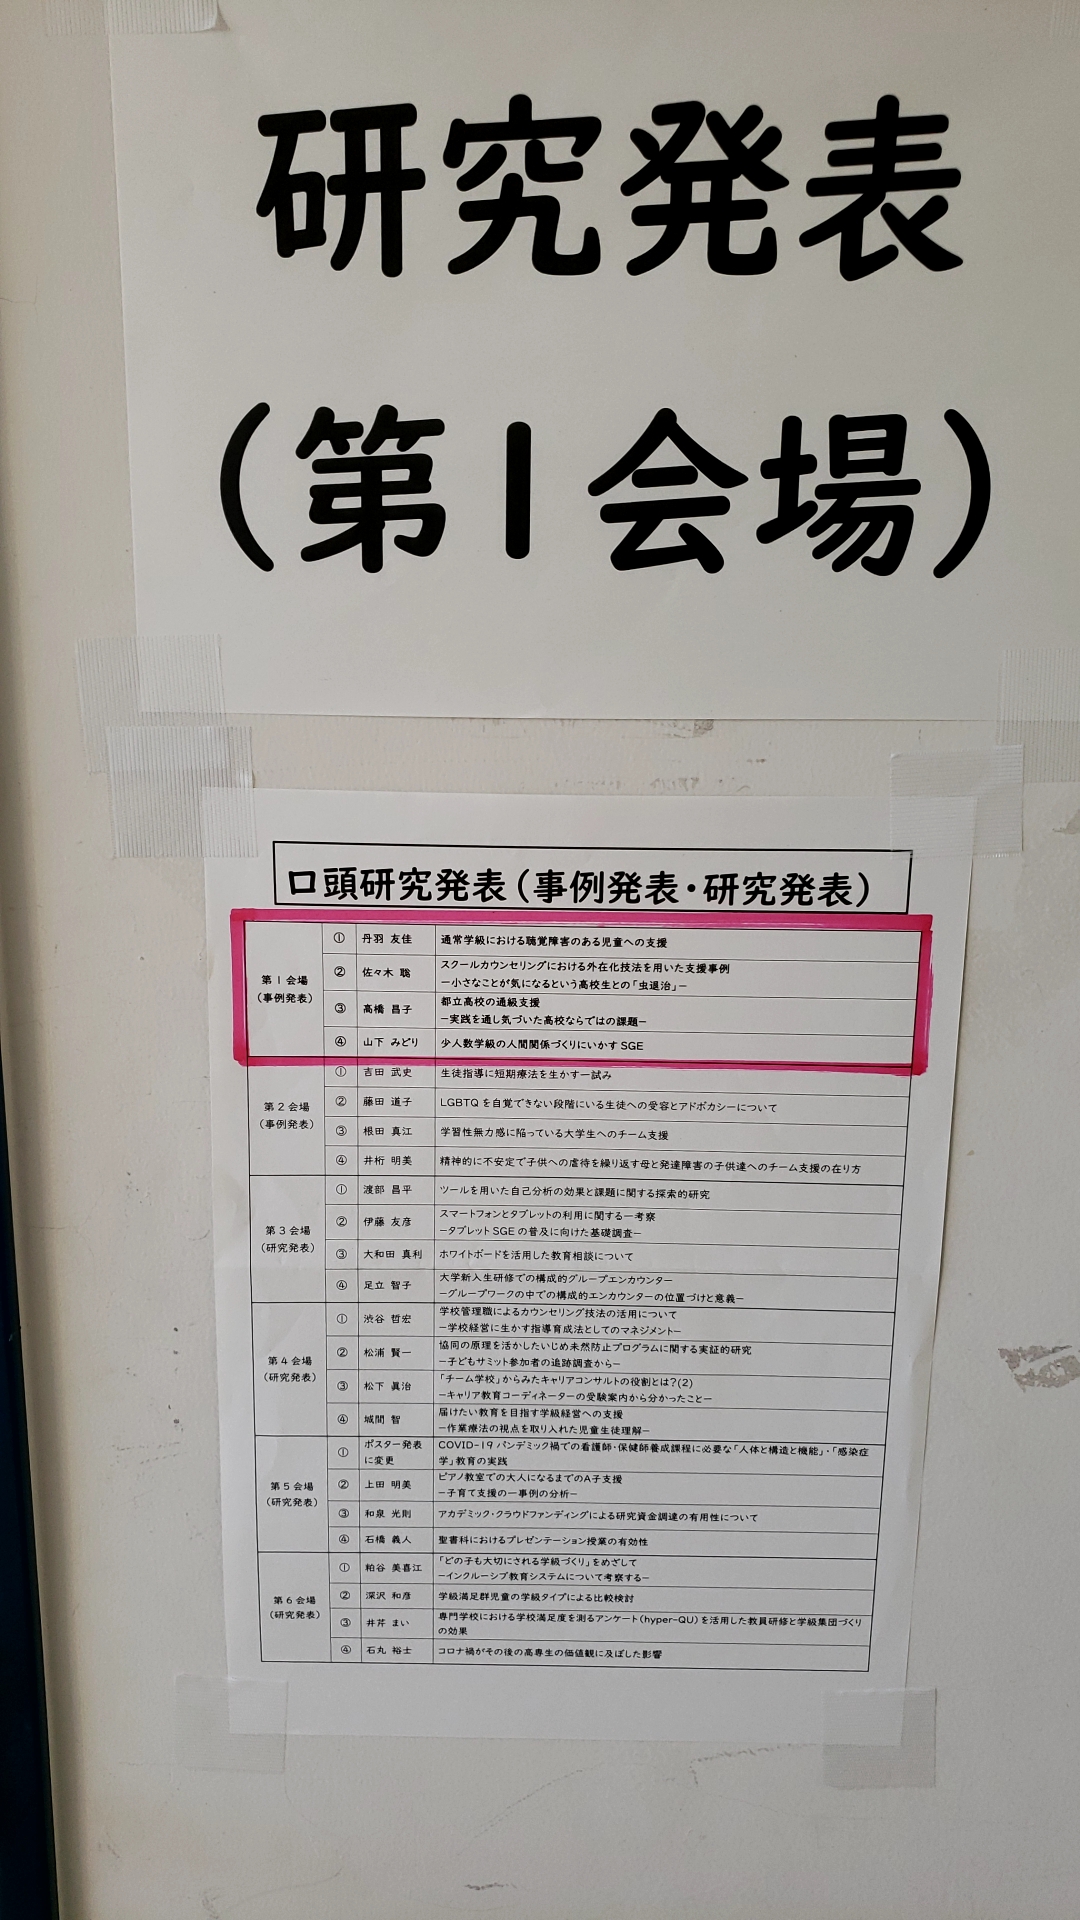 研究発表
（第1会場）
口頭研究発表（事例発表・研究発表）
第1会場
（事例発表）
① 丹羽 友佳 通常学級における聴覚障害のある児童への支援
② 佐々木 聡 スクールカウンセリングにおける外在化技法を用いた支援事例
－小さなことが気になるという高校生との「虫退治」－
③ 高橋 昌子 都立高校の通級支援
－実践を通し気づいた高校ならではの課題－
④ 山下 みどり 少人数学級の人間関係づくりにいかすSGE
第2会場
（事例発表）
① 吉田 武史 生徒指導に短期療法を生かす一試み
② 藤田 道子 LGBTQを自覚できない段階にいる生徒への受容とアドボカシーについて
③ 根田 真江 学習性無力感に陥っている大学生へのチーム支援
④ 井桁 明美 精神的に不安定で子供への虐待を繰り返す母と発達障害の子供達へのチーム支援の在り方
第3会場
（研究発表）
① 渡部 昌平 ツールを用いた自己分析の効果と課題に関する探索的研究
② 伊藤 友彦 スマートフォンとタブレットの利用に関する一考察
－タブレットSGEの普及に向けた基礎調査－
③ 大和田 真利 ホワイトボードを活用した教育相談について
④ 足立 智子 大学新入生研修での構成的グループエンカウンター
－グループワークの中での構成的エンカウンターの位置づけと意義－
第4会場
（研究発表）
① 渋谷 哲宏 学校管理職によるカウンセリング技法の活用について
－学校経営に生かす指導育成法としてのマネジメント－
② 松浦 賢一 協同の原理を活かしたいじめ未然防止プログラムに関する実証的研究
－子どもサミット参加者の追跡調査から－
③ 松下 眞治 「チーム学校」からみたキャリアコンサルトの役割とは？(2)
－キャリア教育コーディネーターの受験案内から分かったこと－
④ 城間 智 届けたい教育を目指す学級経営への支援
－作業療法の視点を取り入れた児童生徒理解－
第5会場
（研究発表）
① ポスター発表に変更 COVID-19パンデミック禍での看護師・保健師養成課程に必要な「人体と構造と機能」・「感染症
学」教育の実践
② 上田 明美 ピアノ教室での大人になるまでのA子支援
－子育て支援の一事例の分析－
③ 和泉 光則 アカデミック・クラウドファンディングによる研究資金調達の有用性について
④ 石橋 義人 聖書科におけるプレゼンテーション授業の有効性
第6会場
（研究発表）
① 粕谷 美喜江 「どの子も大切にされる学級づくり」をめざして
－インクルーシブ教育システムについて考察する－
② 深沢 和彦 学級満足群児童の学級タイプによる比較検討
③ 井芹 まい 専門学校における学校満足度を測るアンケート（hyper-QU）を活用した教員研修と学級集団づくり
の効果
④ 石丸 裕士 コロナ禍がその後の高専生の価値観に及ぼした影響